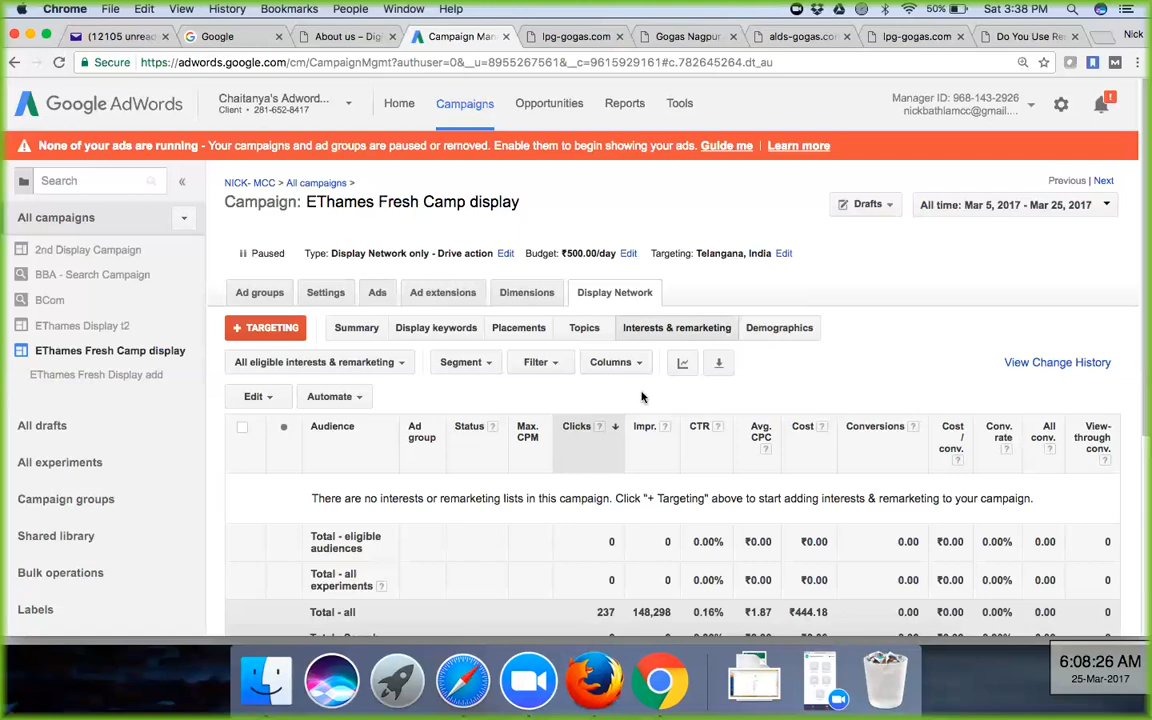 Chrome File Edit View History Bookmarks People Window Help 50% Sat 3:38 PM
(12105 unread Google About us – Digi Campaign Man lpg-gogas.com Gogas Nagpur alds-gogas.com lpg-gogas.com Do You Use Re Nick
Secure https://adwords.google.com/cm/CampaignMgmt?authuser=0&__u=8955267561&__c=9615929161#c.782645264.dt_au
Google AdWords
Chaitanya's Adword...
Client • 281-652-8417
Home Campaigns Opportunities Reports Tools
Manager ID: 968-143-2926
nickbathlamcc@gmail....
!
None of your ads are running - Your campaigns and ad groups are paused or removed. Enable them to begin showing your ads. Guide me | Learn more
Search «
NICK- MCC > All campaigns >
Previous | Next
Campaign: EThames Fresh Camp display
Drafts All time: Mar 5, 2017 - Mar 25, 2017
All campaigns
2nd Display Campaign
BBA - Search Campaign
BCom
EThames Display t2
EThames Fresh Camp display
EThames Fresh Display add
All drafts
All experiments
Campaign groups
Shared library
Bulk operations
Labels
Paused Type: Display Network only - Drive action Edit Budget: ₹500.00/day Edit Targeting: Telangana, India Edit
Ad groups Settings Ads Ad extensions Dimensions Display Network
+ TARGETING Summary Display keywords Placements Topics Interests & remarketing Demographics
All eligible interests & remarketing Segment Filter Columns View Change History
Edit Automate
Audience Ad group Status ? Max. CPM Clicks ? Impr. ? CTR ? Avg. CPC ? Cost ? Conversions ? Cost / conv. ? Conv. rate ? All conv. ? View-through conv. ?
There are no interests or remarketing lists in this campaign. Click "+ Targeting" above to start adding interests & remarketing to your campaign.
Total - eligible audiences 0 0 0.00% ₹0.00 ₹0.00 0.00 ₹0.00 0.00% 0.00 0
Total - all experiments ? 0 0 0.00% ₹0.00 ₹0.00 0.00 ₹0.00 0.00% 0.00 0
Total - all 237 148,298 0.16% ₹1.87 ₹444.18 0.00 ₹0.00 0.00% 0.00 0
6:08:26 AM
25-Mar-2017